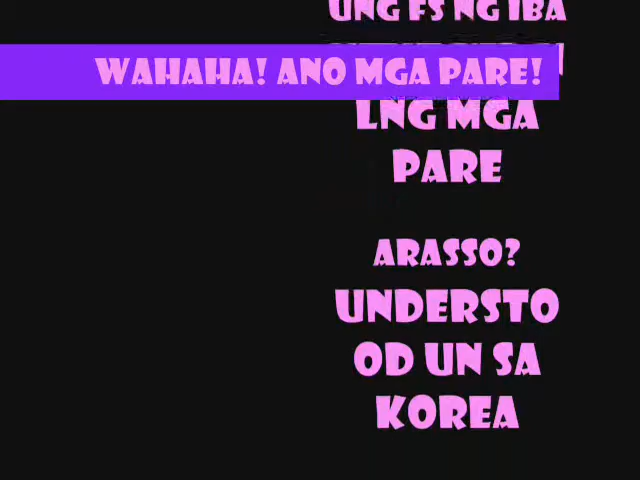 UNG FS NG IBA
WAHAHA! ANO MGA PARE!
LNG MGA
PARE
ARASSO?
UNDERSTO
OD UN SA
KOREA